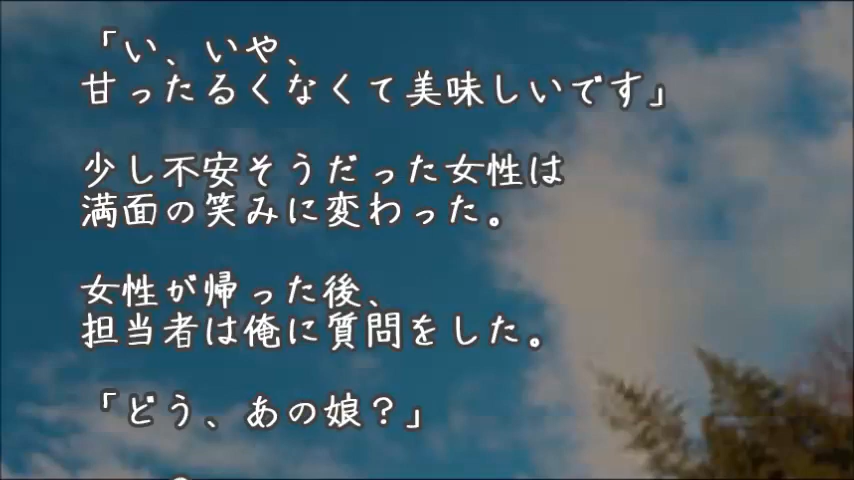 「い、いや、
甘ったるくなくて美味しいです」
少し不安そうだった女性は
満面の笑みに変わった。
女性が帰った後、
担当者は俺に質問をした。
「どう、あの娘？」